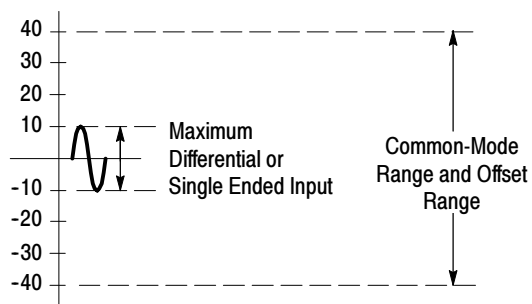 40
30
20
10
-10
-20
-30
-40
Maximum
Differential or
Single Ended Input
Common-Mode
Range and Offset
Range